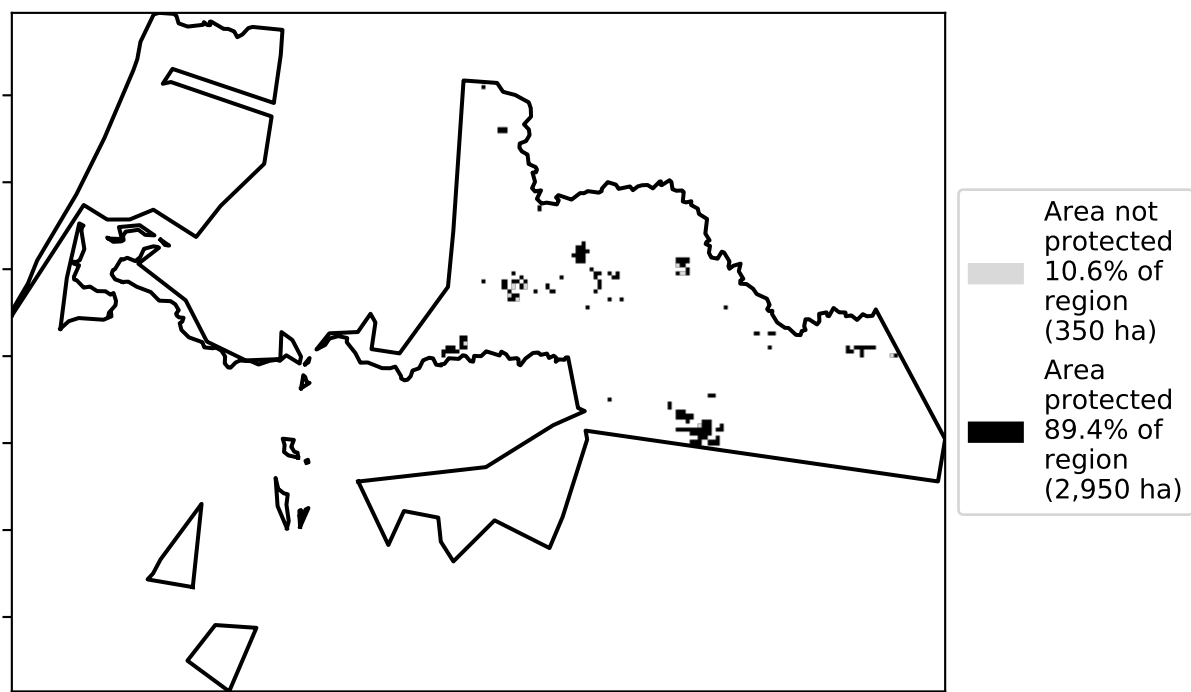 Area not
protected
10.6% of
region
(350 ha)
Area
protected
89.4% of
region
(2,950 ha)